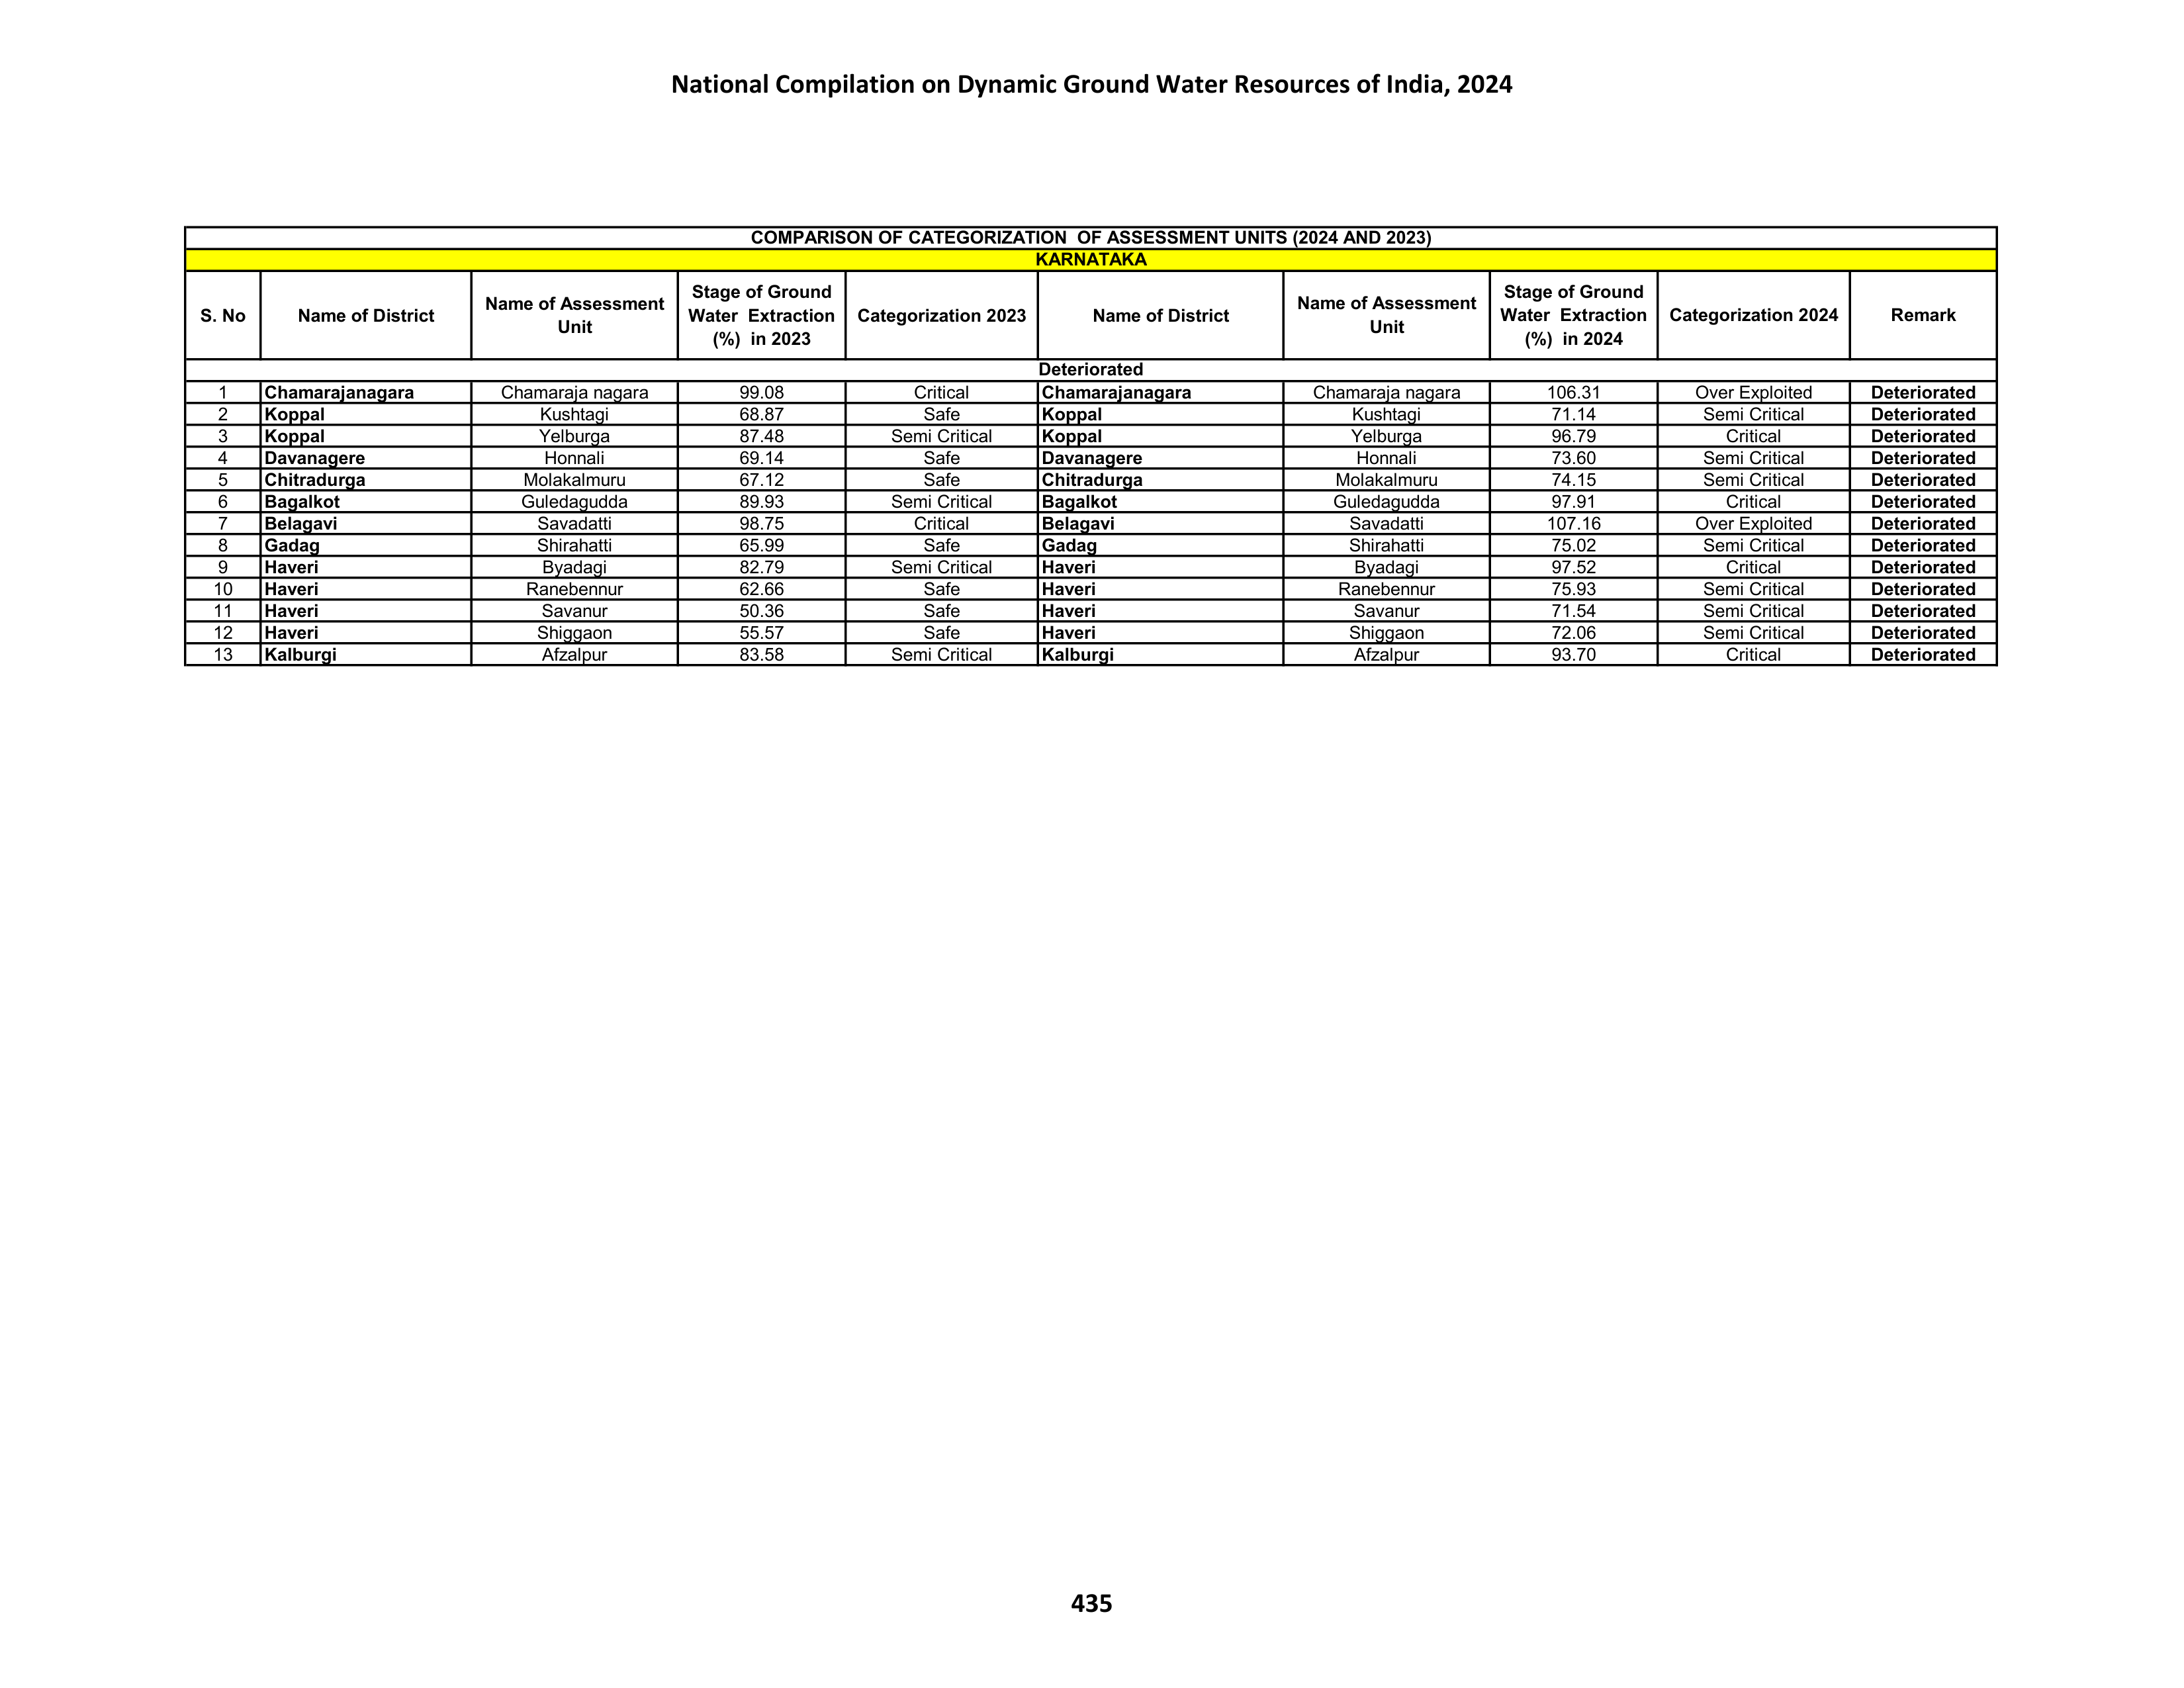 National Compilation on Dynamic Ground Water Resources of India, 2024
COMPARISON OF CATEGORIZATION OF ASSESSMENT UNITS (2024 AND 2023)
KARNATAKA
S. No Name of District Name of Assessment Unit Stage of Ground Water Extraction (%) in 2023 Categorization 2023 Name of District Name of Assessment Unit Stage of Ground Water Extraction (%) in 2024 Categorization 2024 Remark
Deteriorated
1 Chamarajanagara Chamaraja nagara 99.08 Critical Chamarajanagara Chamaraja nagara 106.31 Over Exploited Deteriorated
2 Koppal Kushtagi 68.87 Safe Koppal Kushtagi 71.14 Semi Critical Deteriorated
3 Koppal Yelburga 87.48 Semi Critical Koppal Yelburga 96.79 Critical Deteriorated
4 Davanagere Honnali 69.14 Safe Davanagere Honnali 73.60 Semi Critical Deteriorated
5 Chitradurga Molakalmuru 67.12 Safe Chitradurga Molakalmuru 74.15 Semi Critical Deteriorated
6 Bagalkot Guledagudda 89.93 Semi Critical Bagalkot Guledagudda 97.91 Critical Deteriorated
7 Belagavi Savadatti 98.75 Critical Belagavi Savadatti 107.16 Over Exploited Deteriorated
8 Gadag Shirahatti 65.99 Safe Gadag Shirahatti 75.02 Semi Critical Deteriorated
9 Haveri Byadagi 82.79 Semi Critical Haveri Byadagi 97.52 Critical Deteriorated
10 Haveri Ranebennur 62.66 Safe Haveri Ranebennur 75.93 Semi Critical Deteriorated
11 Haveri Savanur 50.36 Safe Haveri Savanur 71.54 Semi Critical Deteriorated
12 Haveri Shiggaon 55.57 Safe Haveri Shiggaon 72.06 Semi Critical Deteriorated
13 Kalburgi Afzalpur 83.58 Semi Critical Kalburgi Afzalpur 93.70 Critical Deteriorated
435